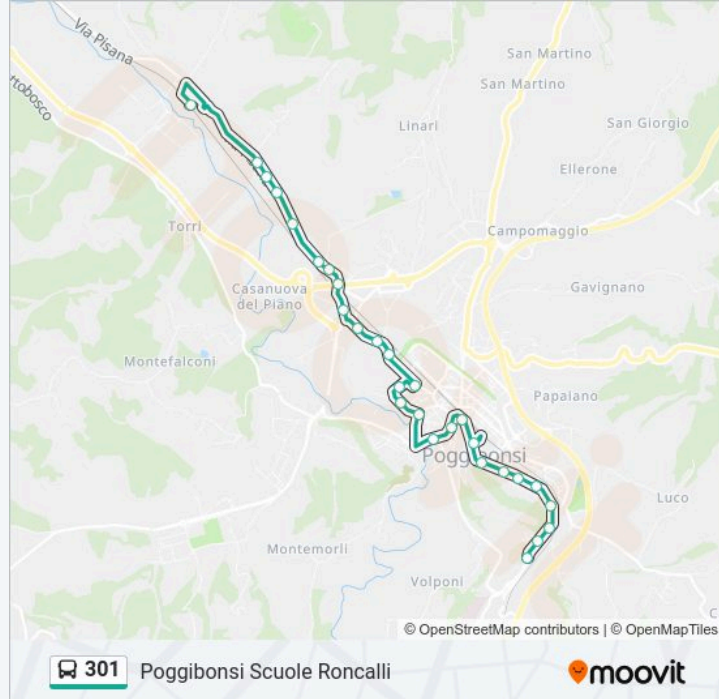 Via Pisana
ttobosco
San Martino
San Martino
Linari
San Giorgio
Ellerone
Torri
Campomaggio
Casanuova
del Piano
Gavignano
Montefalconi
Papaiano
Poggibonsi
Luco
Montemorli
Volponi
C
© OpenStreetMap contributors | © OpenMapTiles
301 Poggibonsi Scuole Roncalli
moovit